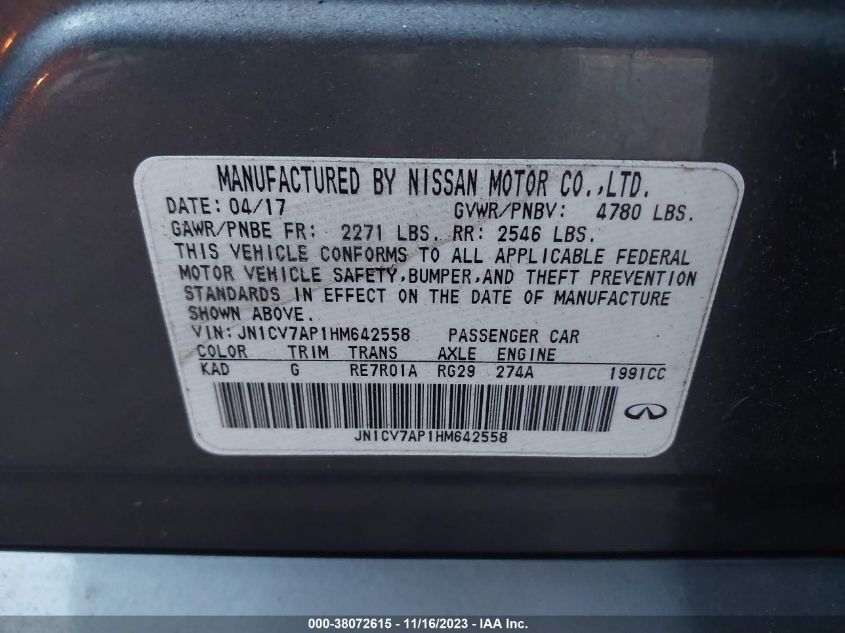 MANUFACTURED BY NISSAN MOTOR CO.,LTD.
DATE: 04/17 GVWR/PNBV: 4780 LBS.
GAWR/PNBE FR: 2271 LBS. RR: 2546 LBS.
THIS VEHICLE CONFORMS TO ALL APPLICABLE FEDERAL
MOTOR VEHICLE SAFETY,BUMPER,AND THEFT PREVENTION
STANDARDS IN EFFECT ON THE DATE OF MANUFACTURE
SHOWN ABOVE.
VIN:JN1CV7AP1HM642558 PASSENGER CAR
COLOR TRIM TRANS AXLE ENGINE
KAD G RE7R01A RG29 274A 1991CC
JN1CV7AP1HM642558
000-38072615 - 11/16/2023 - IAA Inc.